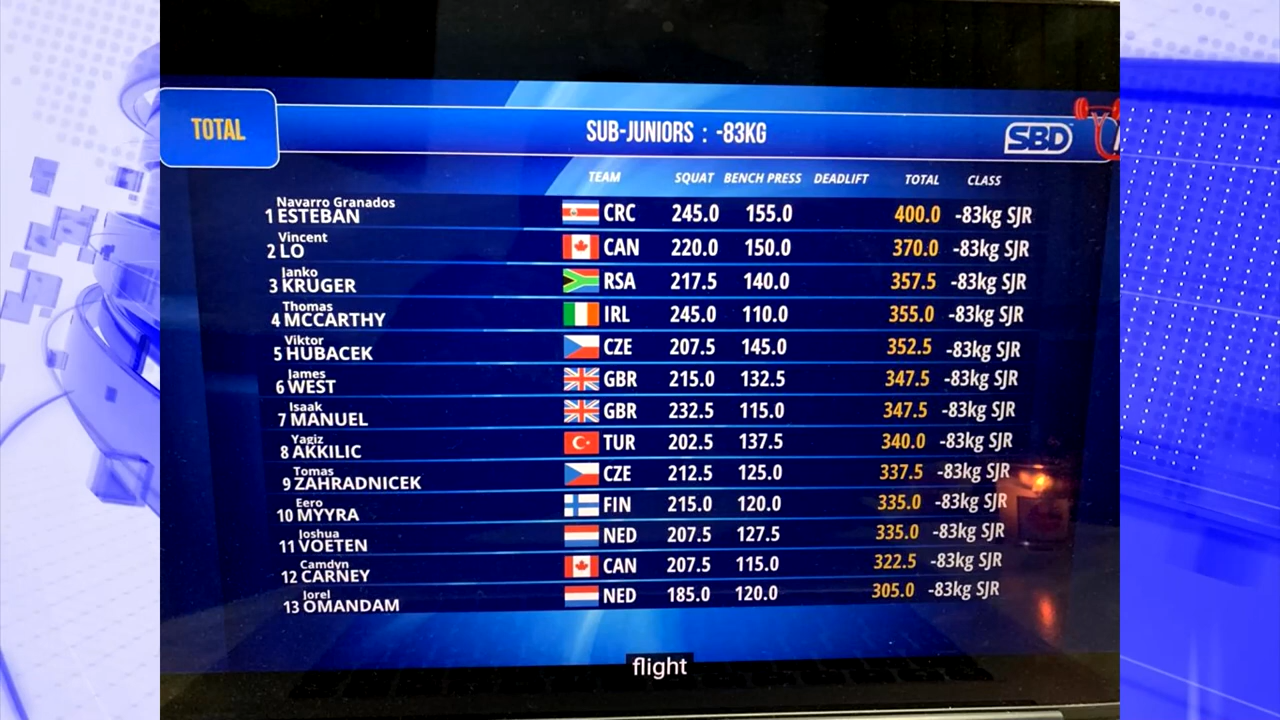 TOTAL
SUB-JUNIORS : -83KG
SBD
TEAM SQUAT BENCH PRESS DEADLIFT TOTAL CLASS
Navarro Granados
1 ESTEBAN CRC 245.0 155.0 400.0 -83kg SJR
Vincent
2 LO CAN 220.0 150.0 370.0 -83kg SJR
Janko
3 KRUGER RSA 217.5 140.0 357.5 -83kg SJR
Thomas
4 MCCARTHY IRL 245.0 110.0 355.0 -83kg SJR
Viktor
5 HUBACEK CZE 207.5 145.0 352.5 -83kg SJR
James
6 WEST GBR 215.0 132.5 347.5 -83kg SJR
Isaak
7 MANUEL GBR 232.5 115.0 347.5 -83kg SJR
Yagiz
8 AKKILIC TUR 202.5 137.5 340.0 -83kg SJR
Tomas
9 ZAHRADNICEK CZE 212.5 125.0 337.5 -83kg SJR
Eero
10 MYYRA FIN 215.0 120.0 335.0 -83kg SJR
Joshua
11 VOETEN NED 207.5 127.5 335.0 -83kg SJR
Camdyn
12 CARNEY CAN 207.5 115.0 322.5 -83kg SJR
Jorel
13 OMANDAM NED 185.0 120.0 305.0 -83kg SJR
flight